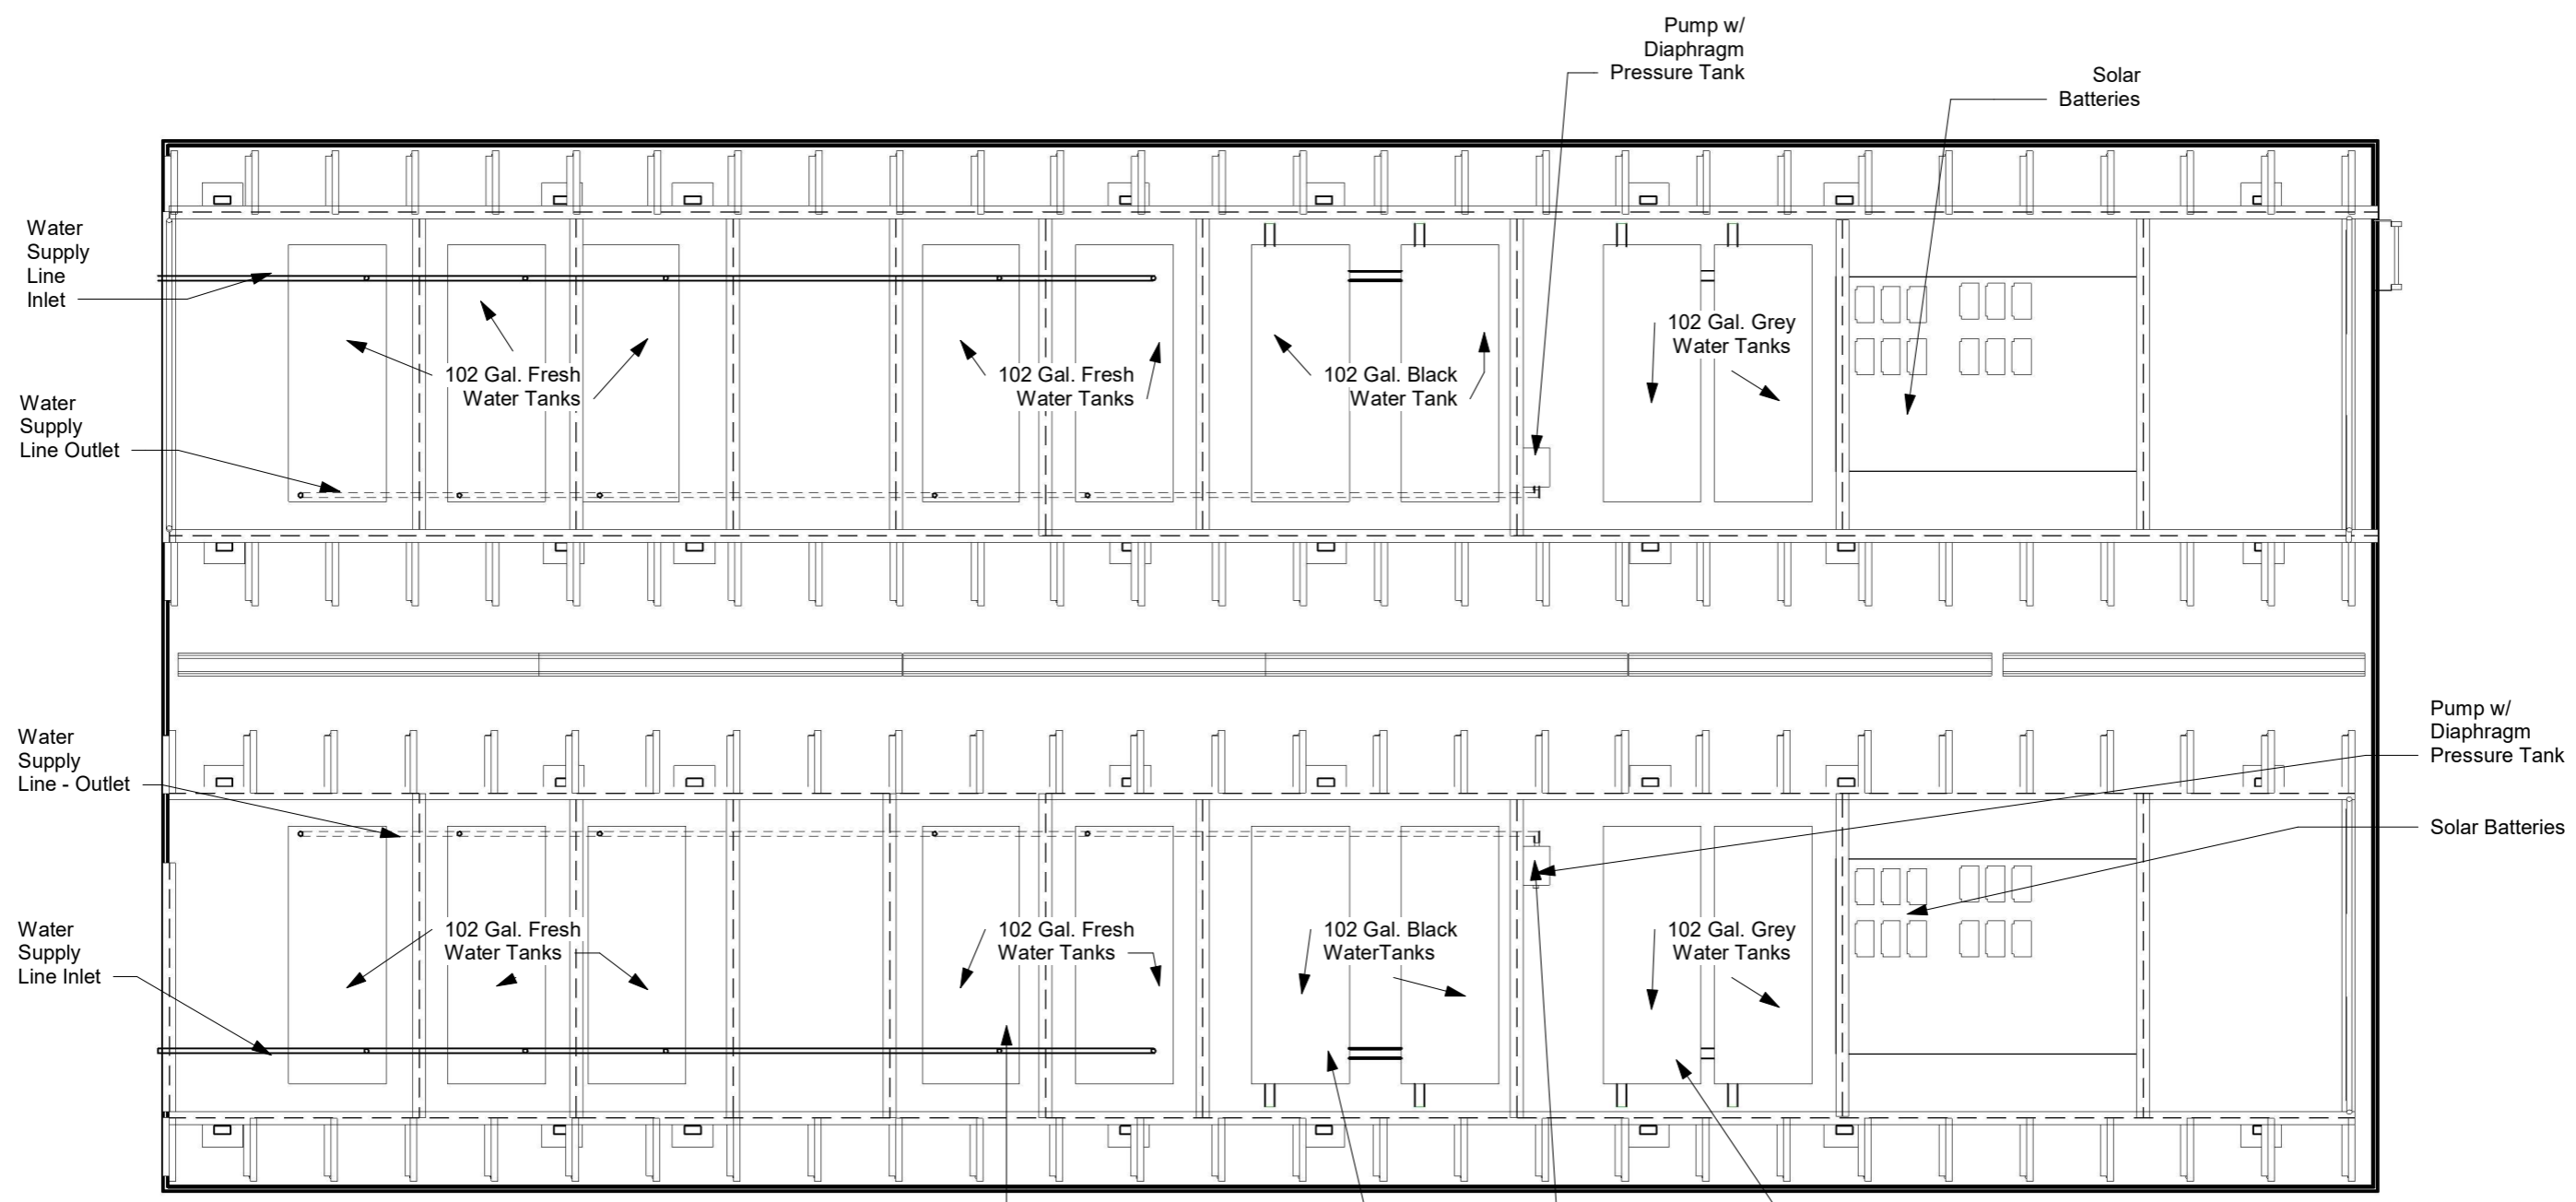 Pump w/
Diaphragm
Pressure Tank
Solar
Batteries
Water
Supply
Line
Inlet
102 Gal. Grey
Water Tanks
102 Gal. Fresh
Water Tanks
102 Gal. Fresh
Water Tanks
102 Gal. Black
Water Tank
Water
Supply
Line Outlet
Water
Supply
Line - Outlet
Pump w/
Diaphragm
Pressure Tank
Solar Batteries
Water
Supply
Line Inlet
102 Gal. Fresh
Water Tanks
102 Gal. Fresh
Water Tanks
102 Gal. Black
WaterTanks
102 Gal. Grey
Water Tanks